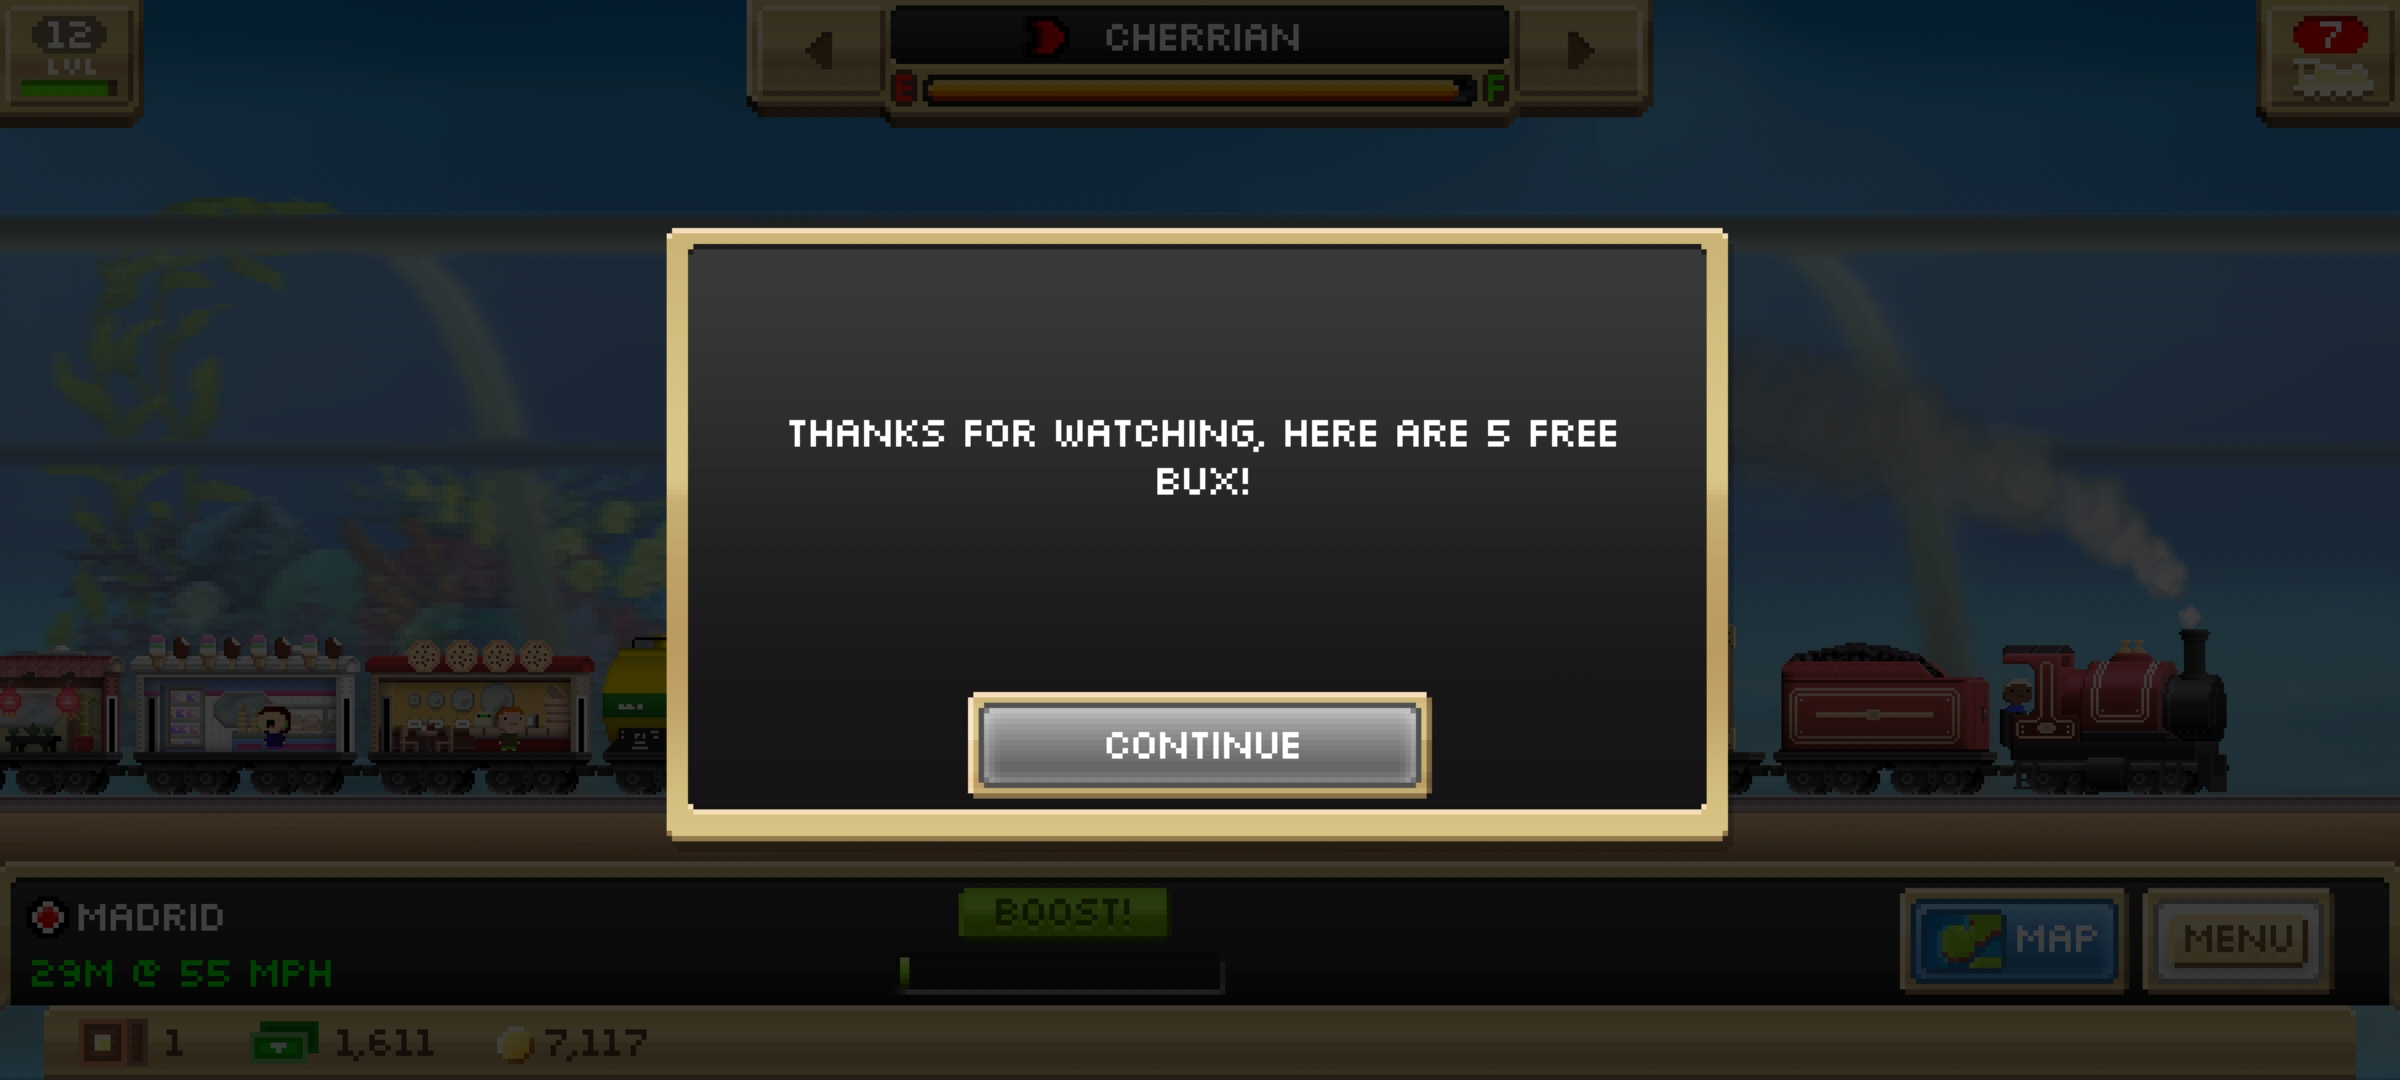 12
LVL
CHERRIAN
E
F
7
THANKS FOR WATCHING, HERE ARE 5 FREE
BUX!
CONTINUE
MADRID
29M @ 55 MPH
BOOST!
MAP
MENU
1
1,611
7,117